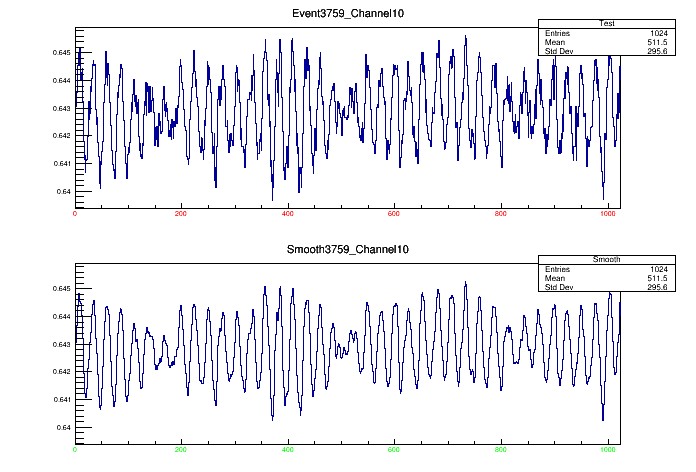 Event3759_Channel10
Test
Entries 1024
Mean 511.5
Std Dev 295.6
0.645
0.644
0.643
0.642
0.641
0.64
0 200 400 600 800 1000
Smooth3759_Channel10
Smooth
Entries 1024
Mean 511.5
Std Dev 295.6
0.645
0.644
0.643
0.642
0.641
0.64
0 200 400 600 800 1000